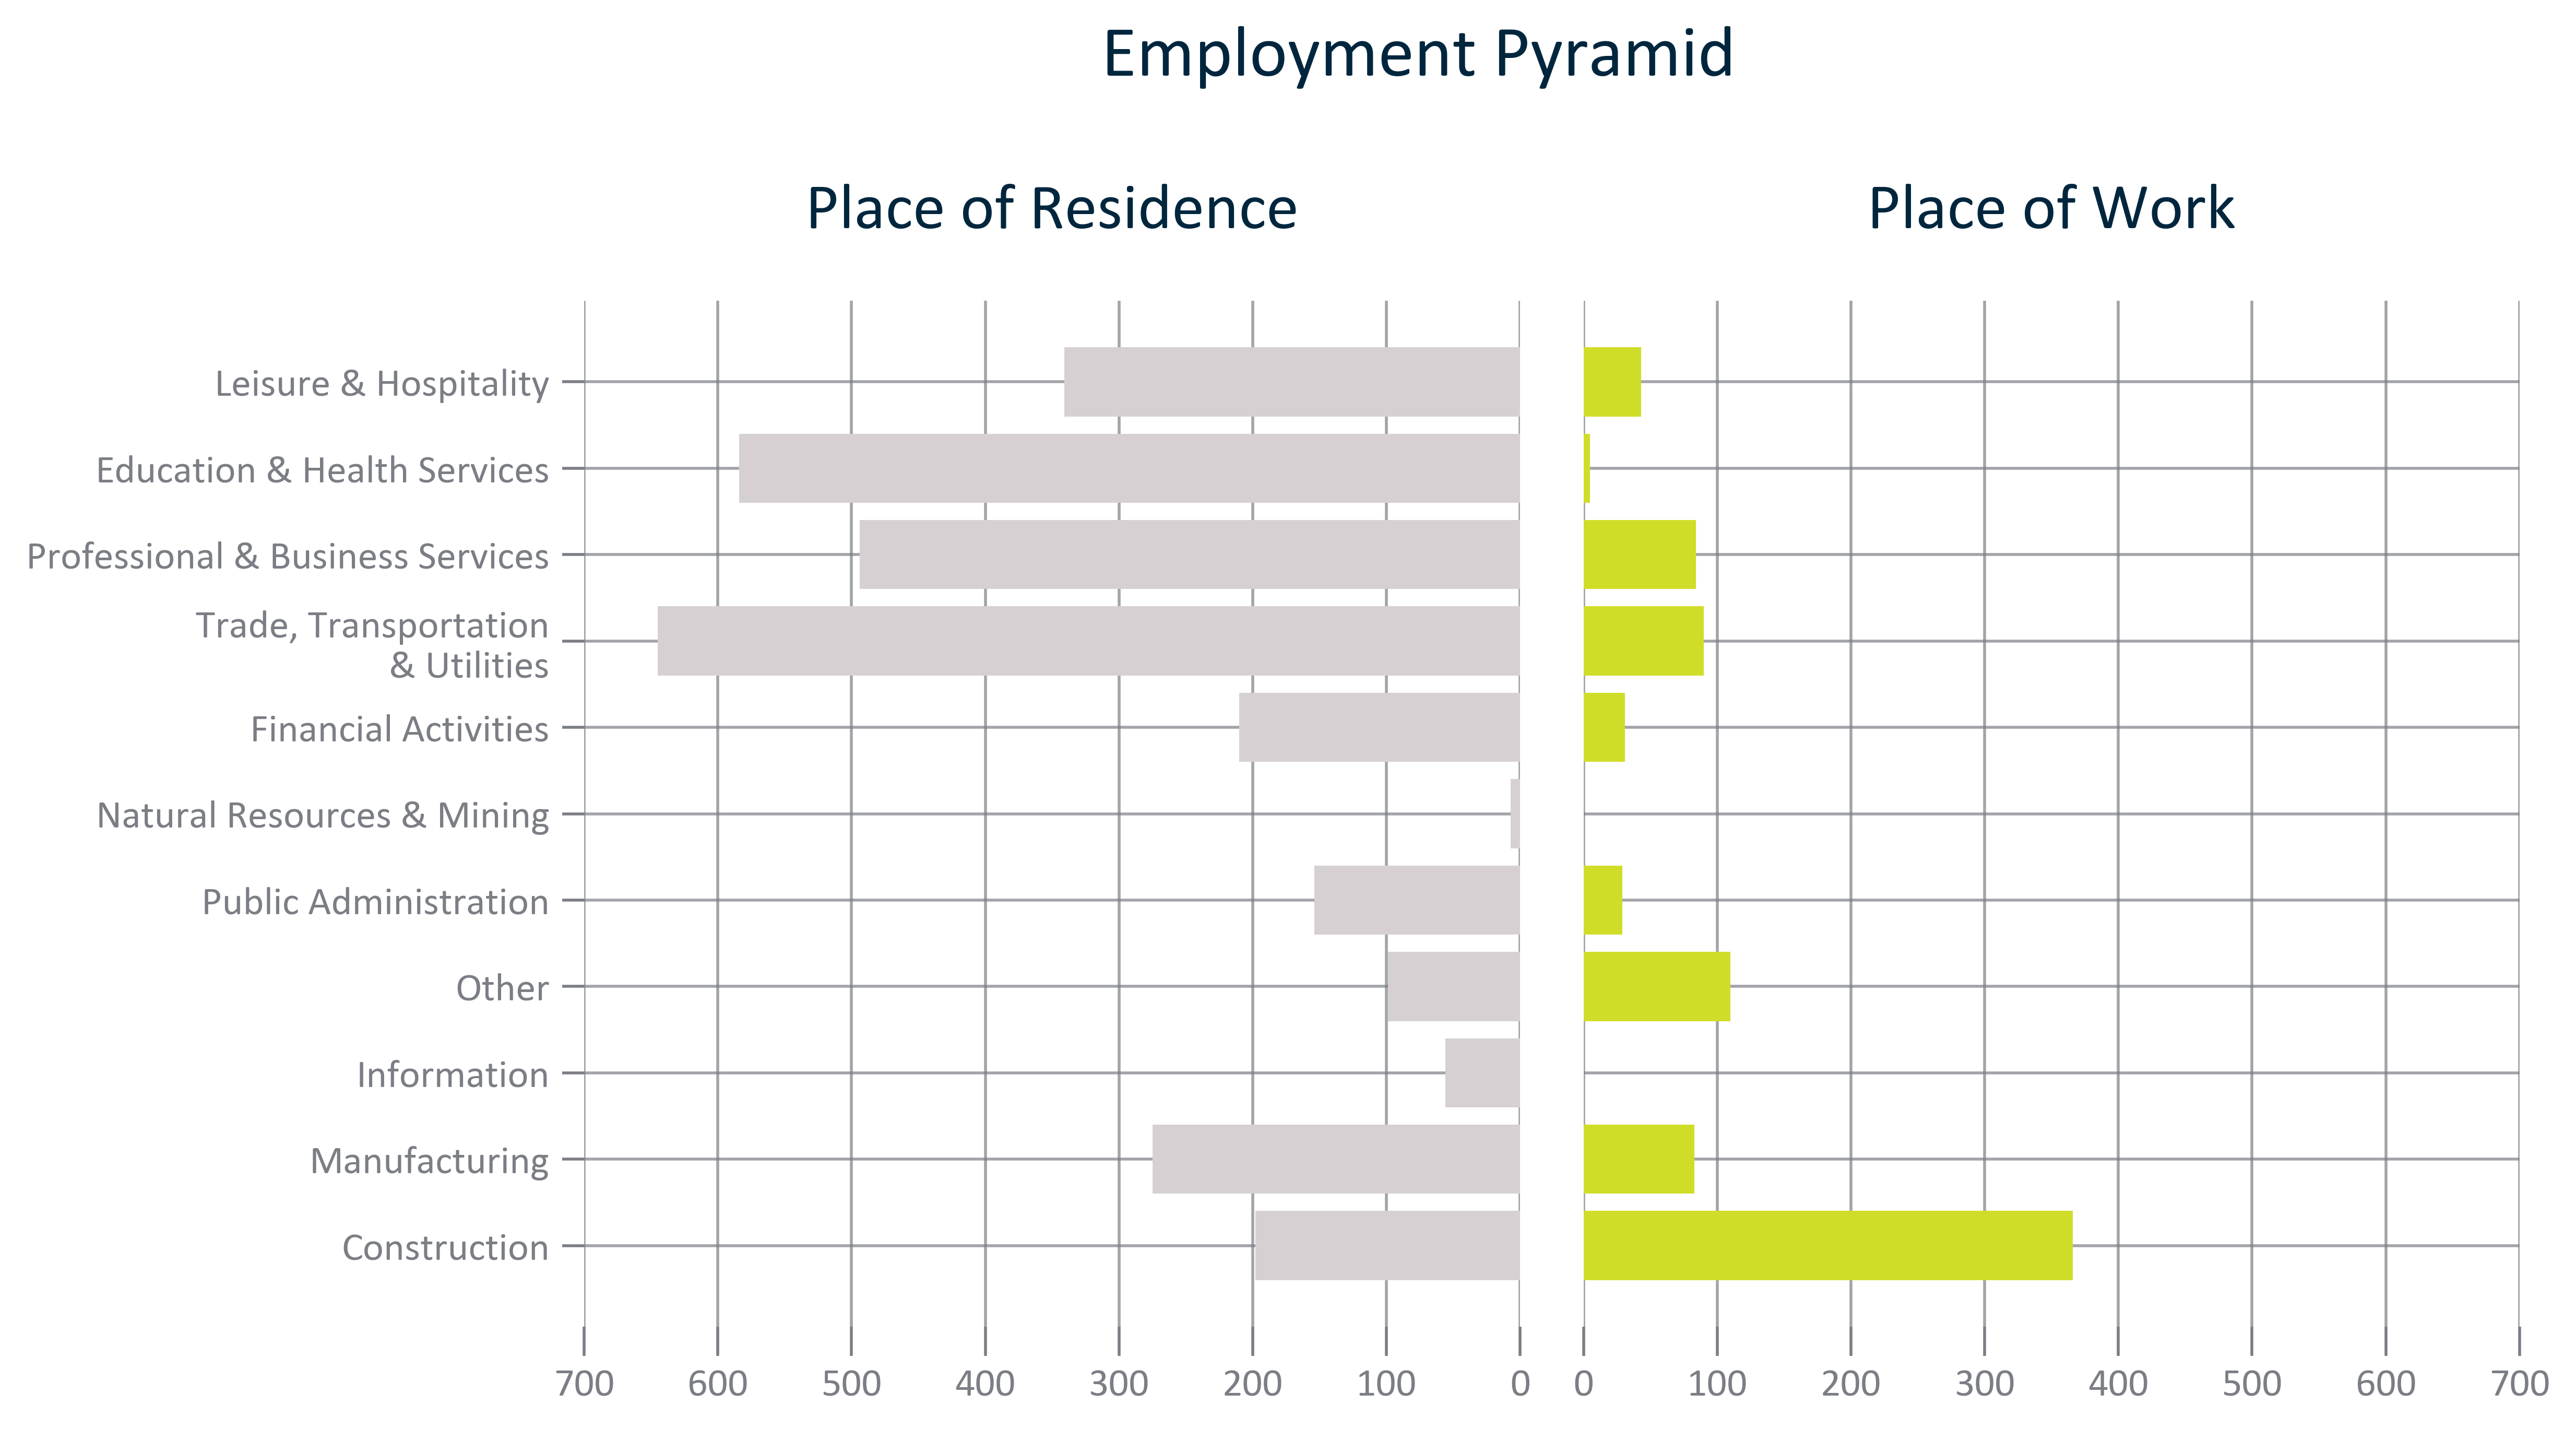 Employment Pyramid
Place of Residence
Place of Work
Leisure & Hospitality
Education & Health Services
Professional & Business Services
Trade, Transportation
& Utilities
Financial Activities
Natural Resources & Mining
Public Administration
Other
Information
Manufacturing
Construction
700 600 500 400 300 200 100 0
0 100 200 300 400 500 600 700